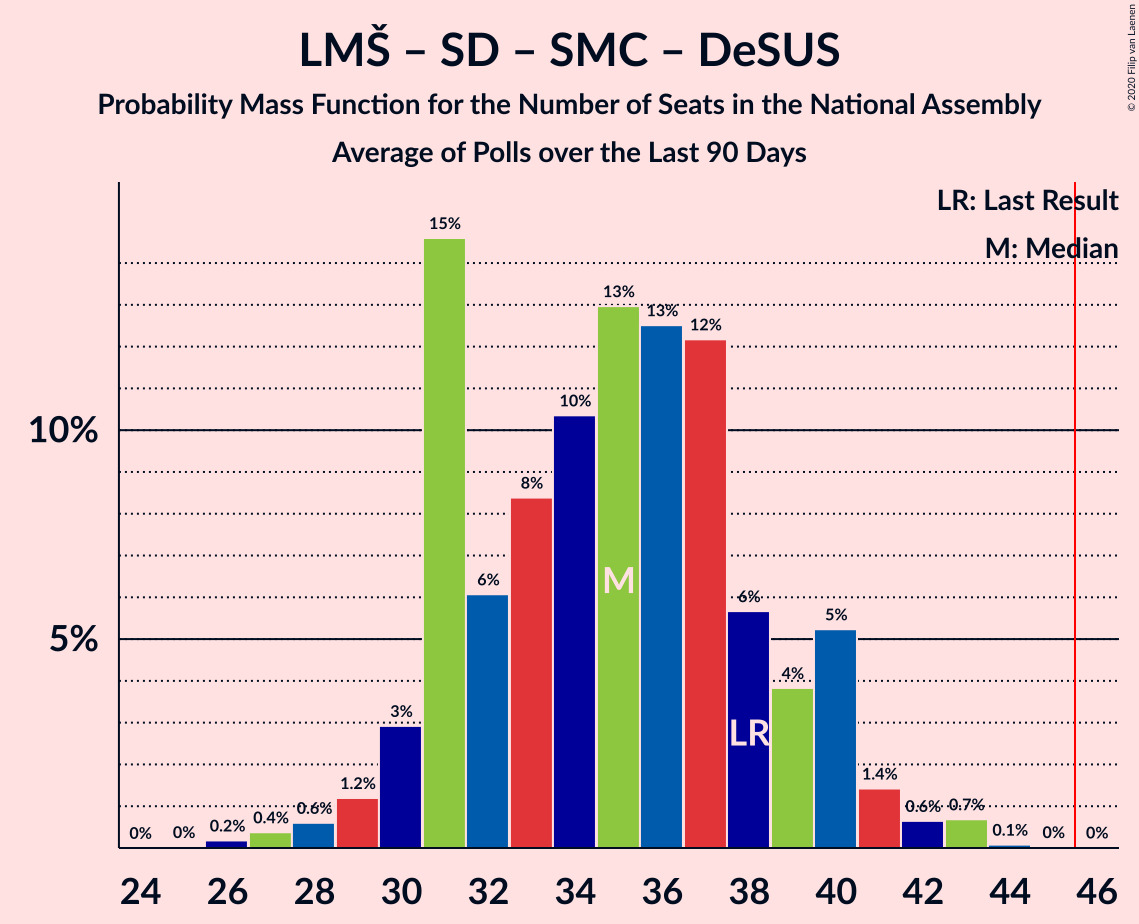 LMŠ – SD – SMC – DeSUS
Probability Mass Function for the Number of Seats in the National Assembly
Average of Polls over the Last 90 Days
© 2020 Filip van Laenen
LR: Last Result
M: Median
10%
5%
0%
0%
0.2%
0.4%
0.6%
1.2%
3%
15%
6%
8%
10%
13%
13%
12%
6%
4%
5%
1.4%
0.6%
0.7%
0.1%
0%
0%
M
LR
24 26 28 30 32 34 36 38 40 42 44 46